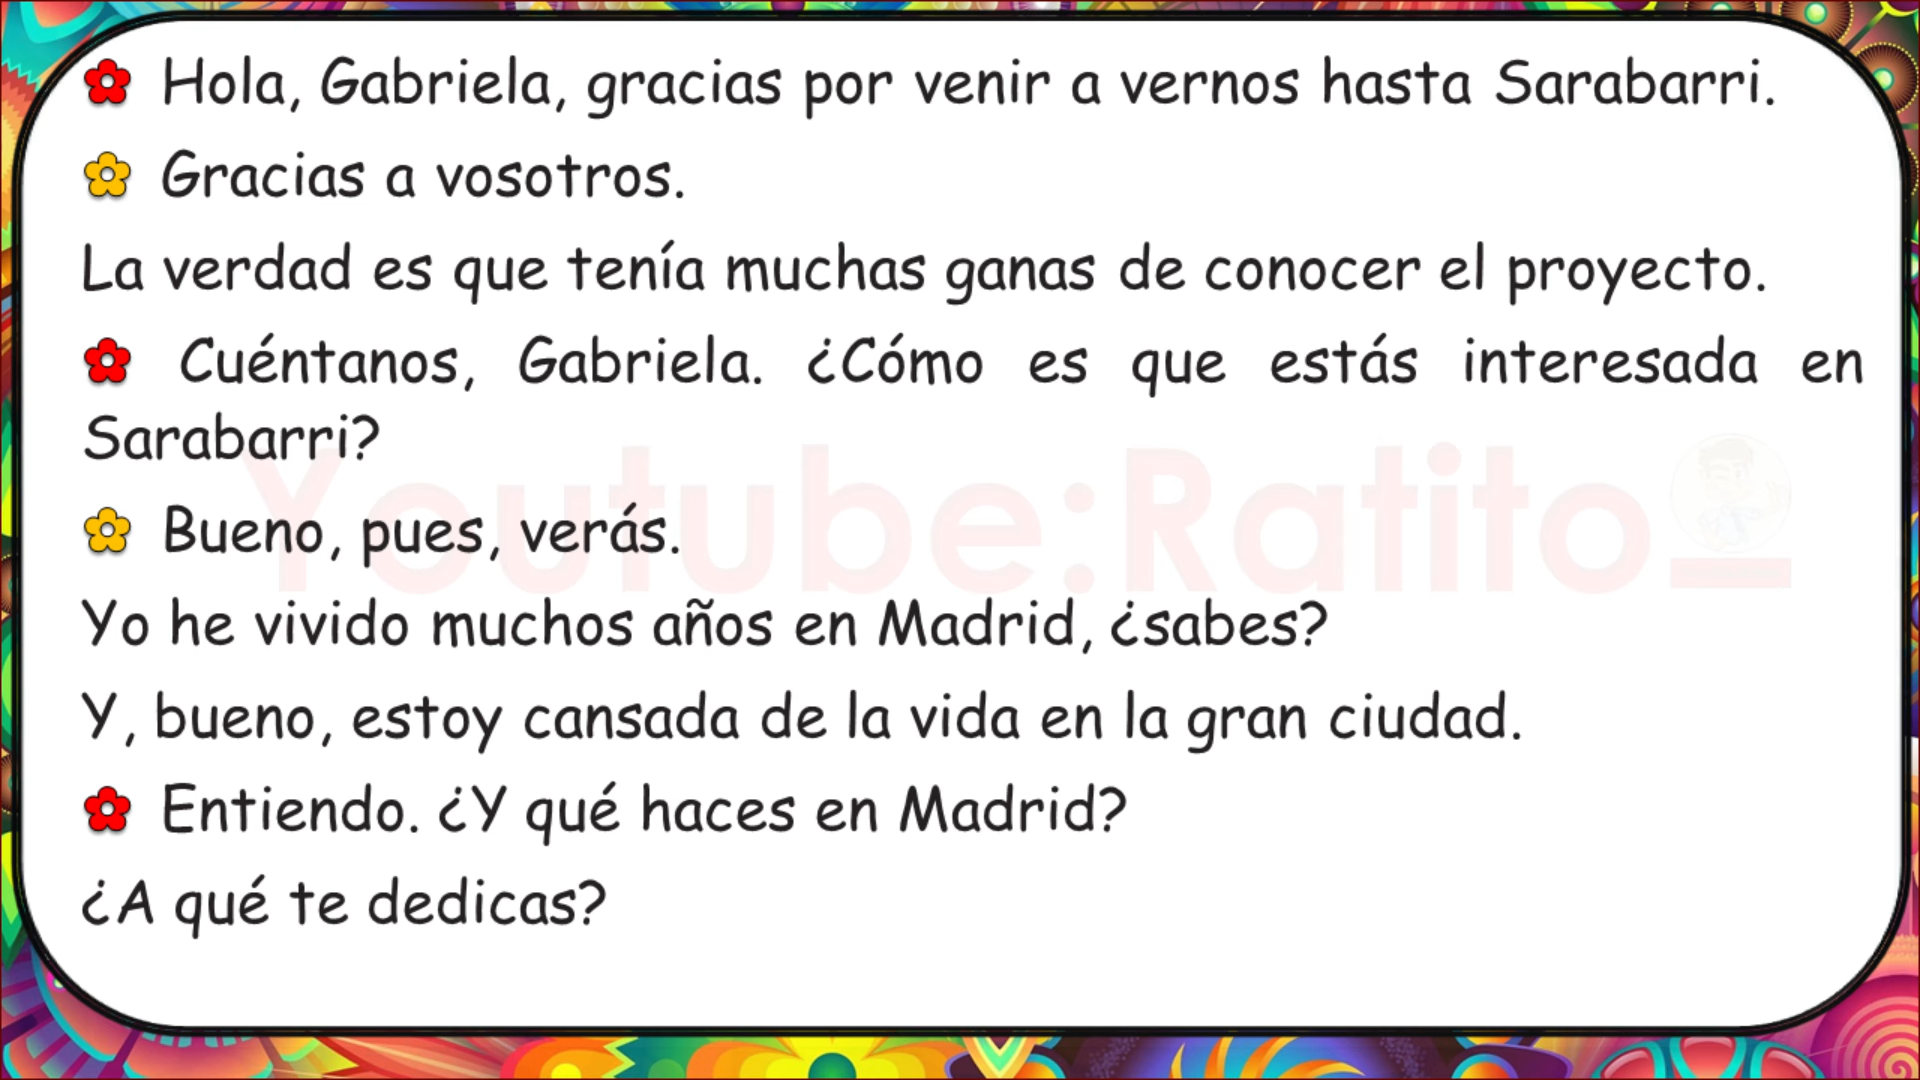 Hola, Gabriela, gracias por venir a vernos hasta Sarabarri.
Gracias a vosotros.
La verdad es que tenía muchas ganas de conocer el proyecto.
Cuéntanos, Gabriela. ¿Cómo es que estás interesada en
Sarabarri?
Youtube:Ratito_
Bueno, pues, verás.
Yo he vivido muchos años en Madrid, ¿sabes?
Y, bueno, estoy cansada de la vida en la gran ciudad.
Entiendo. ¿Y qué haces en Madrid?
¿A qué te dedicas?